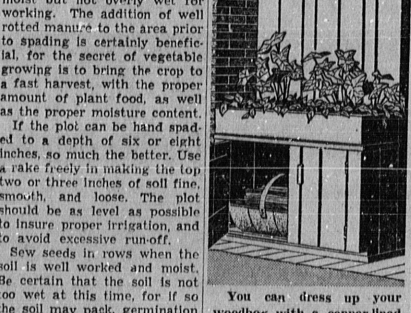 moist but not overly wet for
working. The addition of well
rotted manure to the area prior
to spading is certainly benefic-
ial, for the secret of vegetable
growing is to bring the crop to
a fast harvest, with the proper
amount of plant food, as well
as the proper moisture content.
If the plot can be hand spad-
ed to a depth of six or eight
inches, so much the better. Use
a rake freely in making the top
two or three inches of soil fine,
smooth, and loose. The plot
should be as level as possible
to insure proper irrigation, and
to avoid excessive run-off.
Sew seeds in rows when the
soil is well worked and moist.
Be certain that the soil is not
too wet at this time, for if so
the soil may pack, germination
You can dress up your
woodbox with a copper-lined